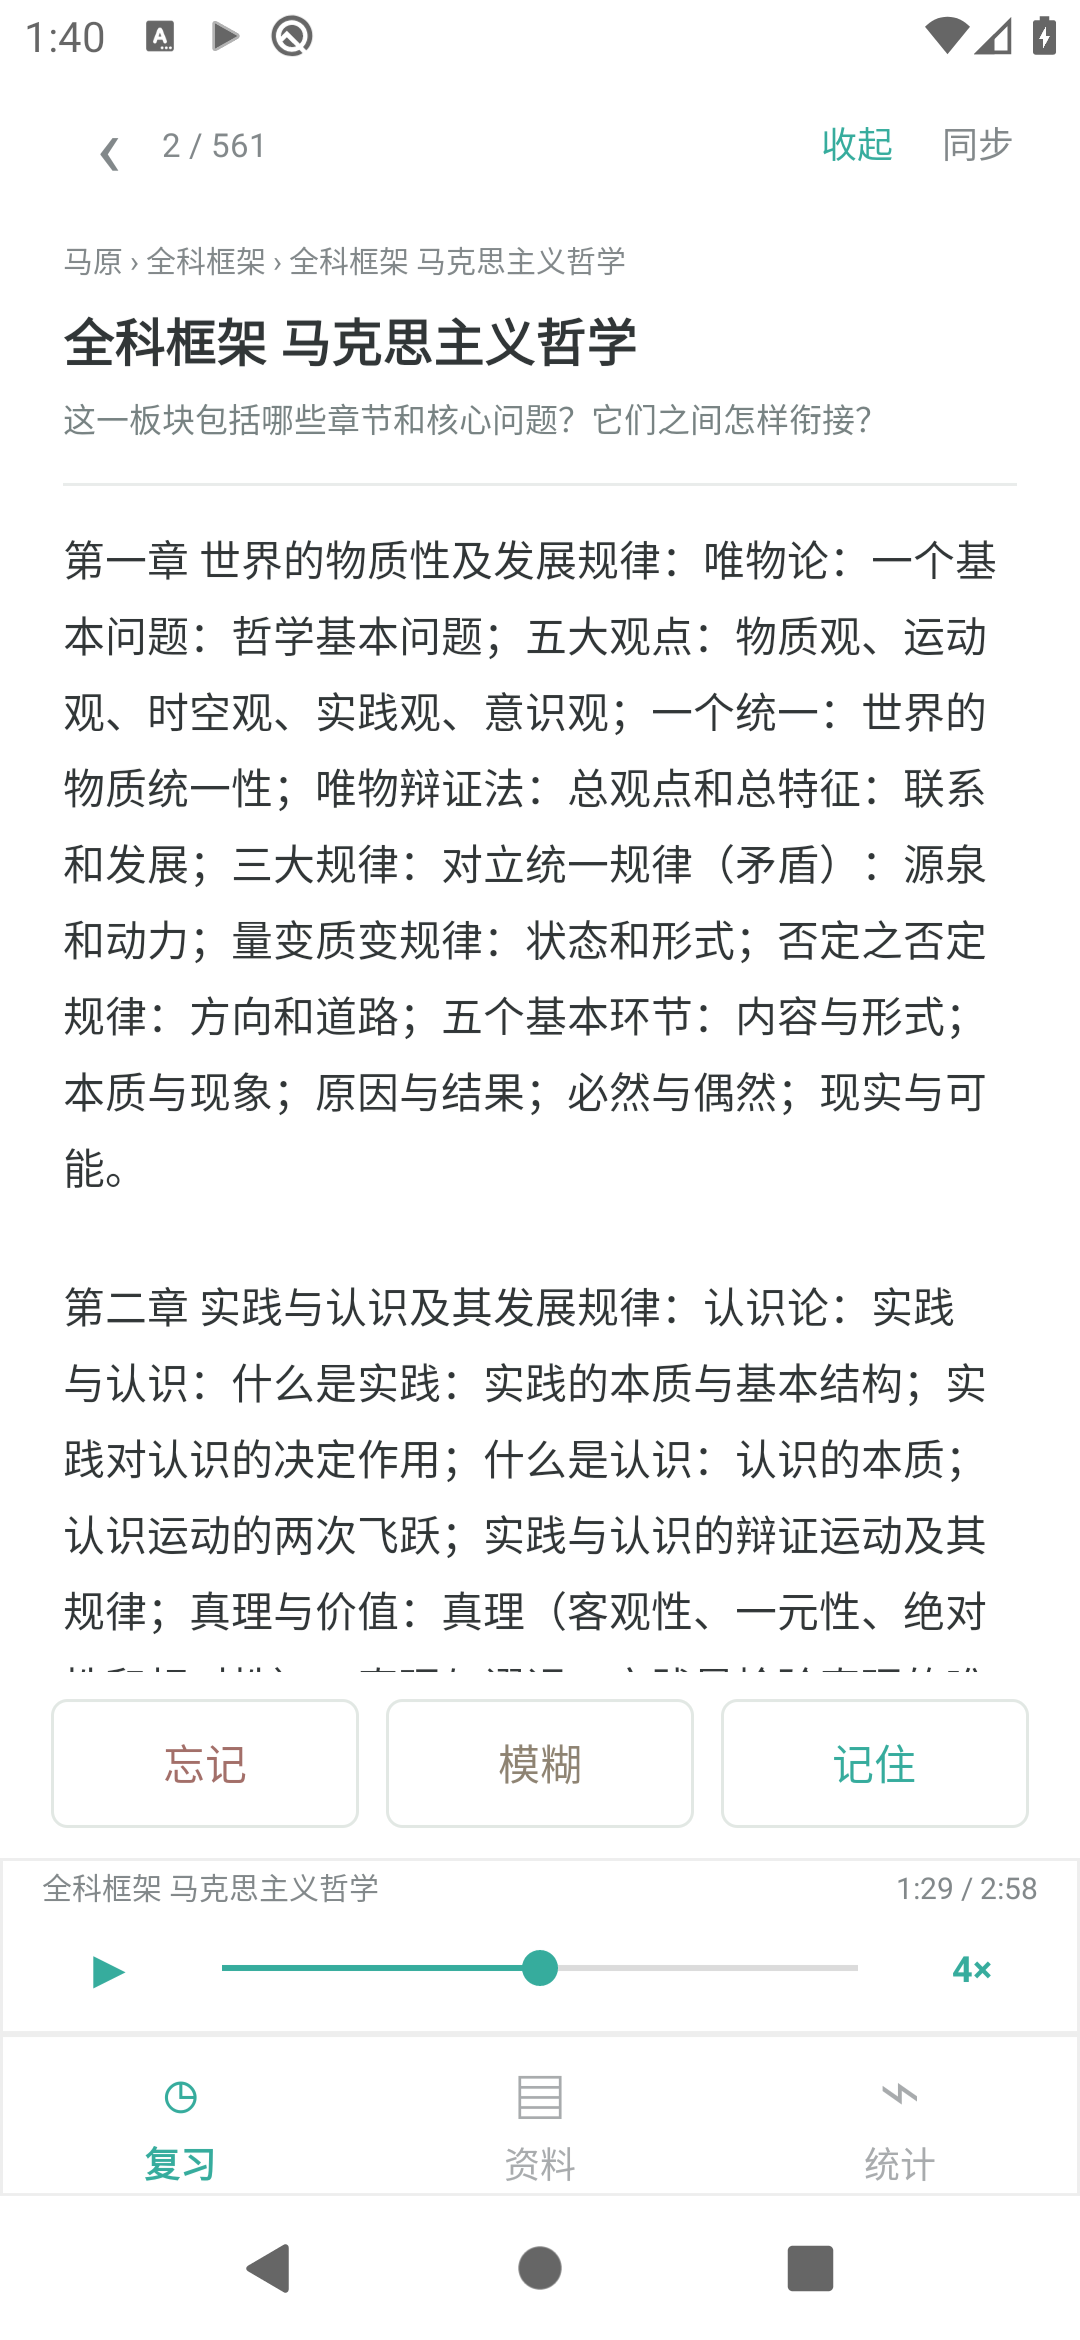 1:40
2 / 561
收起
同步
马原 › 全科框架 › 全科框架 马克思主义哲学
全科框架 马克思主义哲学
这一板块包括哪些章节和核心问题？它们之间怎样衔接？
第一章 世界的物质性及发展规律：唯物论：一个基
本问题：哲学基本问题；五大观点：物质观、运动
观、时空观、实践观、意识观；一个统一：世界的
物质统一性；唯物辩证法：总观点和总特征：联系
和发展；三大规律：对立统一规律（矛盾）：源泉
和动力；量变质变规律：状态和形式；否定之否定
规律：方向和道路；五个基本环节：内容与形式；
本质与现象；原因与结果；必然与偶然；现实与可
能。
第二章 实践与认识及其发展规律：认识论：实践
与认识：什么是实践：实践的本质与基本结构；实
践对认识的决定作用；什么是认识：认识的本质；
认识运动的两次飞跃；实践与认识的辩证运动及其
规律；真理与价值：真理（客观性、一元性、绝对
忘记
模糊
记住
全科框架 马克思主义哲学
1:29 / 2:58
4×
复习
资料
统计